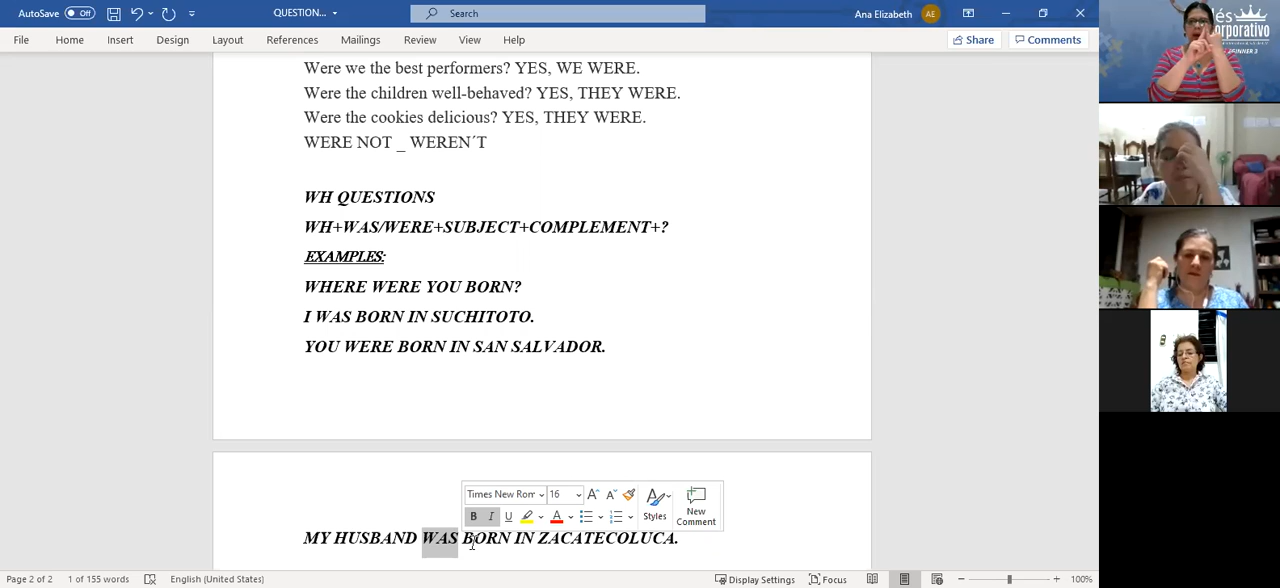 AutoSave Off QUESTION... Search Ana Elizabeth AE
File Home Insert Design Layout References Mailings Review View Help Share Comments
Were we the best performers? YES, WE WERE.
Were the children well-behaved? YES, THEY WERE.
Were the cookies delicious? YES, THEY WERE.
WERE NOT _ WEREN´T
WH QUESTIONS
WH+WAS/WERE+SUBJECT+COMPLEMENT+?
EXAMPLES:
WHERE WERE YOU BORN?
I WAS BORN IN SUCHITOTO.
YOU WERE BORN IN SAN SALVADOR.
Times New Ron 16 A A
B I U A Styles New Comment
MY HUSBAND WAS BORN IN ZACATECOLUCA.
Page 2 of 2 1 of 155 words English (United States) Display Settings Focus 100%
lés
orporativo